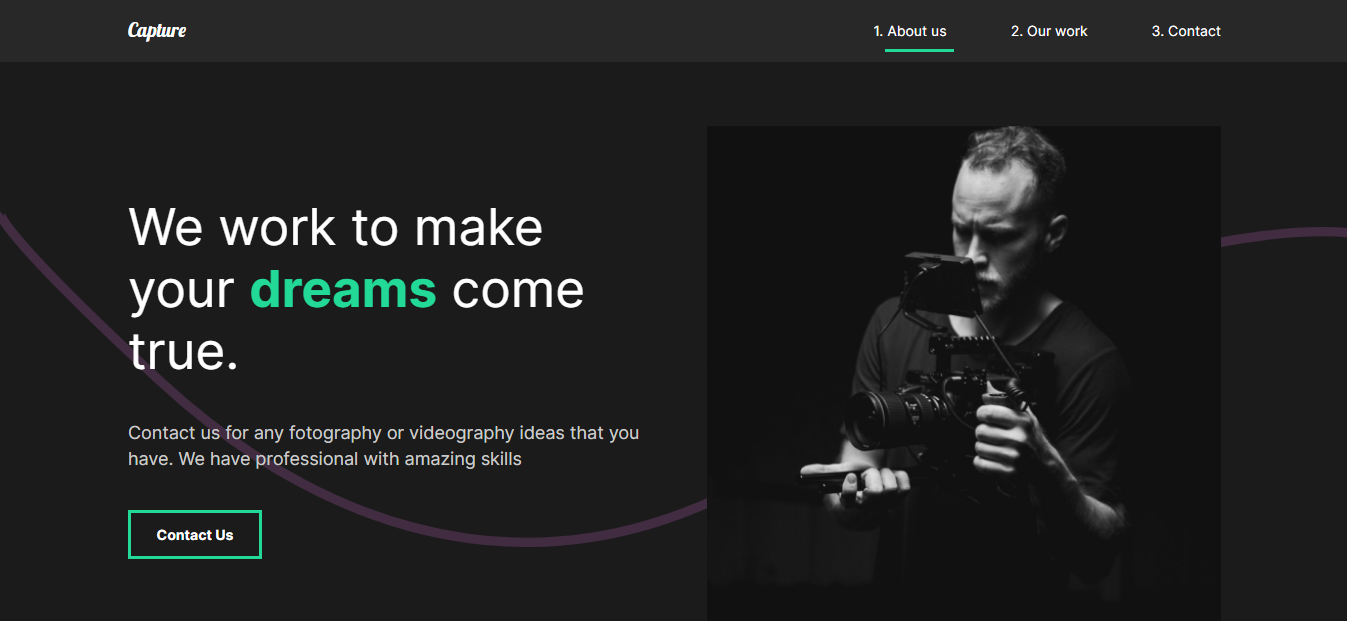 Capture
1. About us
2. Our work
3. Contact
We work to make
your dreams come
true.
Contact us for any fotography or videography ideas that you
have. We have professional with amazing skills
Contact Us